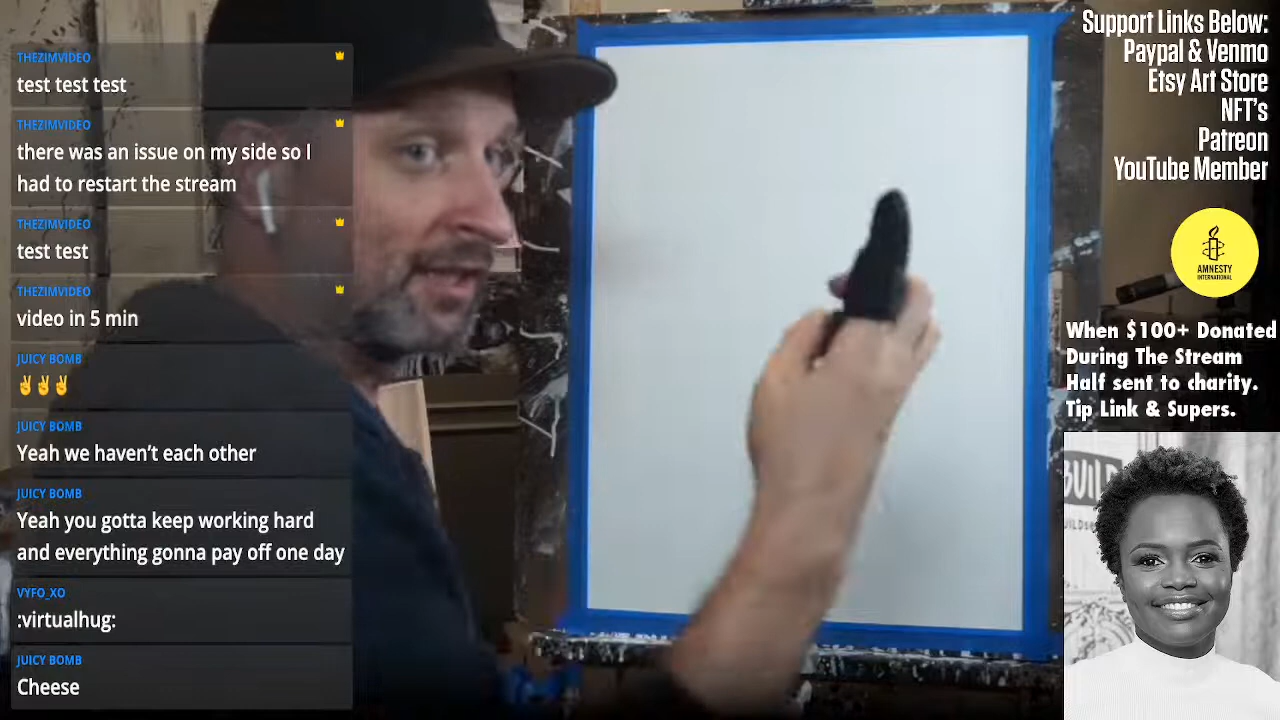 THEZIMVIDEO
test test test
THEZIMVIDEO
there was an issue on my side so I
had to restart the stream
THEZIMVIDEO
test test
THEZIMVIDEO
video in 5 min
JUICY BOMB
✌✌✌
JUICY BOMB
Yeah we haven’t each other
JUICY BOMB
Yeah you gotta keep working hard
and everything gonna pay off one day
VYFO_XO
:virtualhug:
JUICY BOMB
Cheese
Support Links Below:
Paypal & Venmo
Etsy Art Store
NFT's
Patreon
YouTube Member
AMNESTY
INTERNATIONAL
When $100+ Donated
During The Stream
Half sent to charity.
Tip Link & Supers.
BUILD